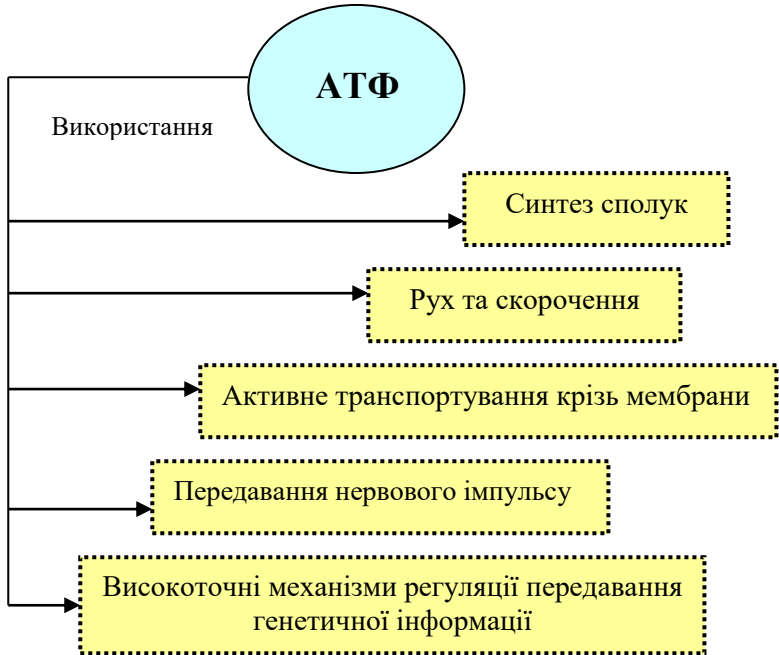 АТФ
Використання
Синтез сполук
Рух та скорочення
Активне транспортування крізь мембрани
Передавання нервового імпульсу
Високоточні механізми регуляції передавання
генетичної інформації